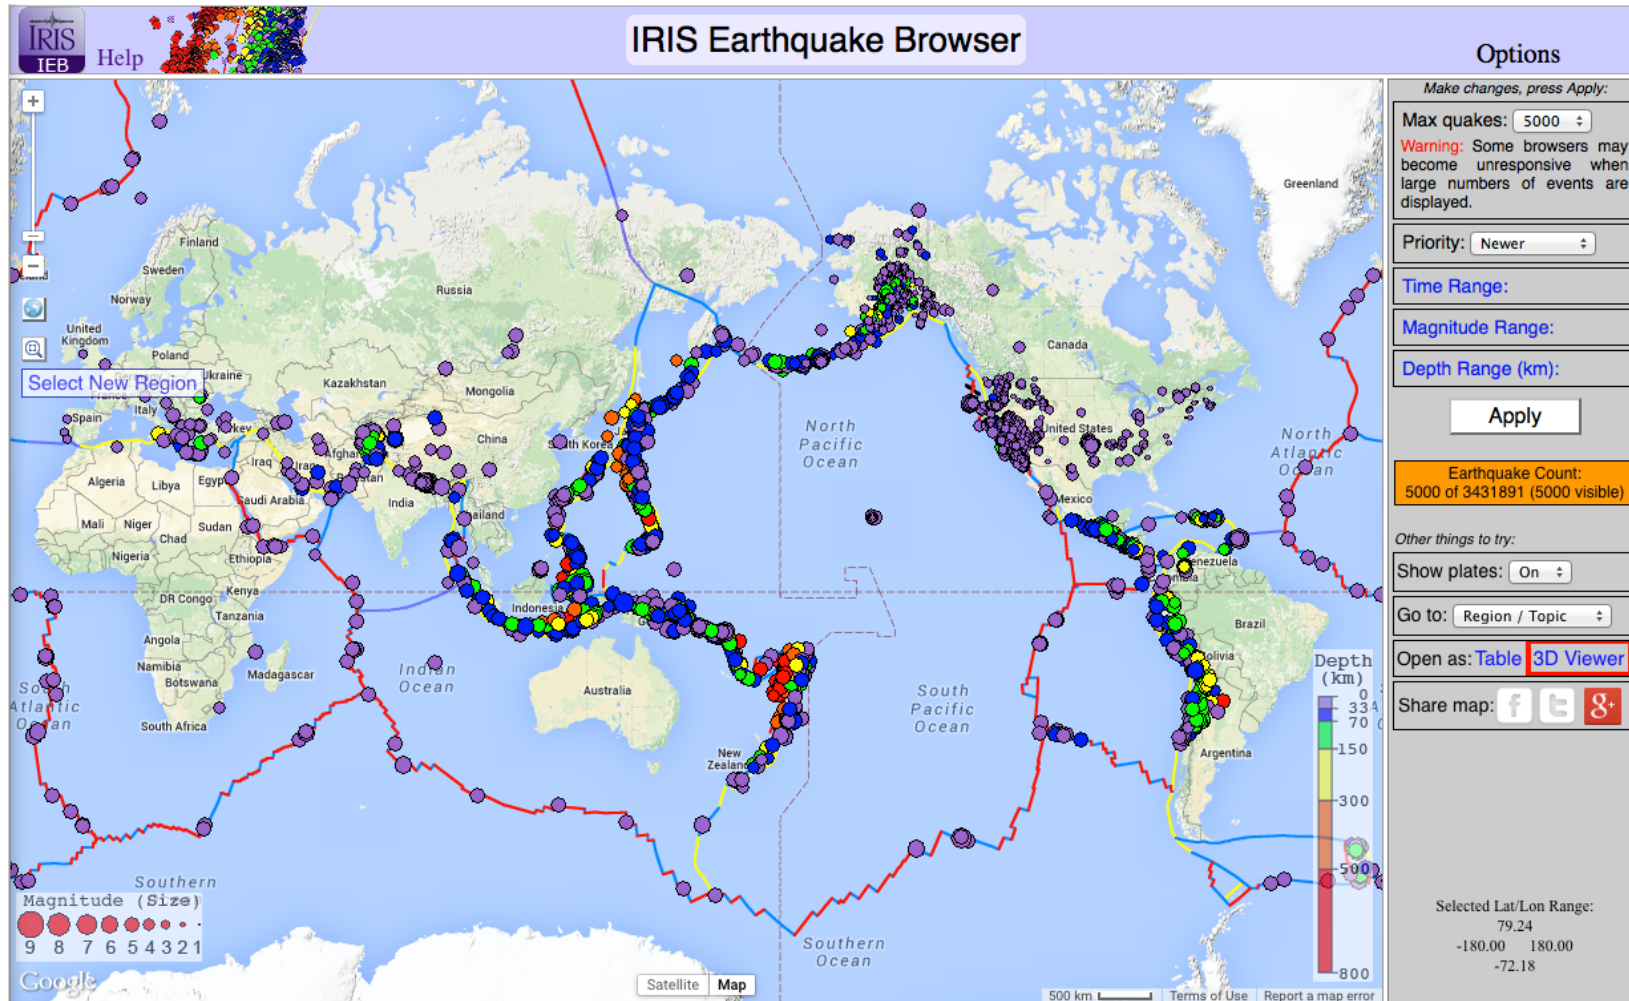 IRIS
IEB
Help
IRIS Earthquake Browser
Options
Make changes, press Apply:
Max quakes: 5000
Warning: Some browsers may
become unresponsive when
large numbers of events are
displayed.
Priority: Newer
Time Range:
Magnitude Range:
Depth Range (km):
Apply
Earthquake Count:
5000 of 3431891 (5000 visible)
Other things to try:
Show plates: On
Go to: Region / Topic
Open as: Table 3D Viewer
Share map:
Selected Lat/Lon Range:
79.24
-180.00 180.00
-72.18
Select New Region
Greenland
Finland
Sweden
Norway
Russia
United
Kingdom
Poland
Ukraine
Kazakhstan
Mongolia
Canada
Spain
Italy
China
South Korea
United States
North
Pacific
Ocean
North
Atlantic
Ocean
Iraq
Iran
Algeria
Libya
Egypt
Saudi Arabia
India
Mexico
Mali
Niger
Chad
Sudan
Nigeria
Ethiopia
DR Congo
Kenya
Tanzania
Indonesia
Brazil
Angola
Namibia
Botswana
Madagascar
South Africa
Indian
Ocean
Australia
South
Pacific
Ocean
South
Atlantic
Ocean
New
Zealand
Argentina
Southern
Southern
Ocean
Depth
(km)
0
33
70
150
300
500
800
Magnitude (Size)
9 8 7 6 5 4 3 2 1
Google
Satellite
Map
500 km
Terms of Use
Report a map error